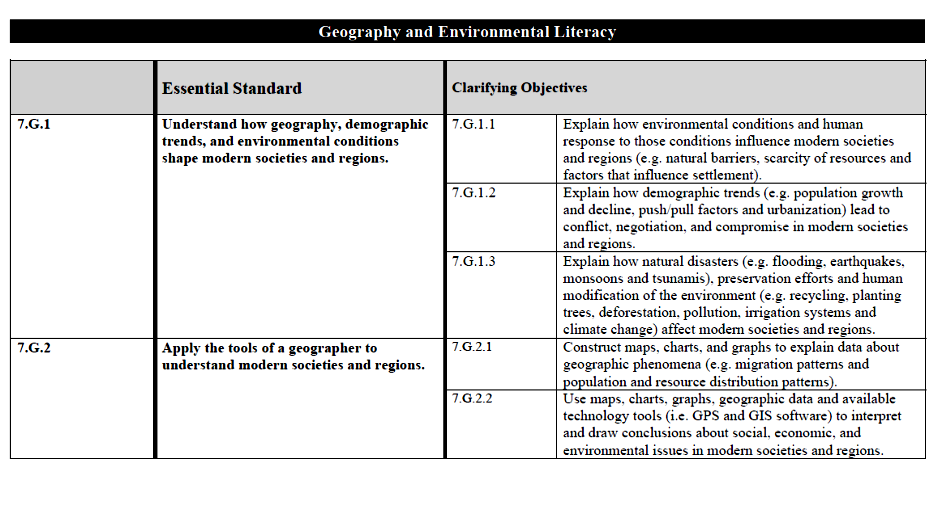 Geography and Environmental Literacy
Essential Standard
Clarifying Objectives
7.G.1
Understand how geography, demographic
trends, and environmental conditions
shape modern societies and regions.
7.G.1.1
Explain how environmental conditions and human
response to those conditions influence modern societies
and regions (e.g. natural barriers, scarcity of resources and
factors that influence settlement).
7.G.1.2
Explain how demographic trends (e.g. population growth
and decline, push/pull factors and urbanization) lead to
conflict, negotiation, and compromise in modern societies
and regions.
7.G.1.3
Explain how natural disasters (e.g. flooding, earthquakes,
monsoons and tsunamis), preservation efforts and human
modification of the environment (e.g. recycling, planting
trees, deforestation, pollution, irrigation systems and
climate change) affect modern societies and regions.
7.G.2
Apply the tools of a geographer to
understand modern societies and regions.
7.G.2.1
Construct maps, charts, and graphs to explain data about
geographic phenomena (e.g. migration patterns and
population and resource distribution patterns).
7.G.2.2
Use maps, charts, graphs, geographic data and available
technology tools (i.e. GPS and GIS software) to interpret
and draw conclusions about social, economic, and
environmental issues in modern societies and regions.